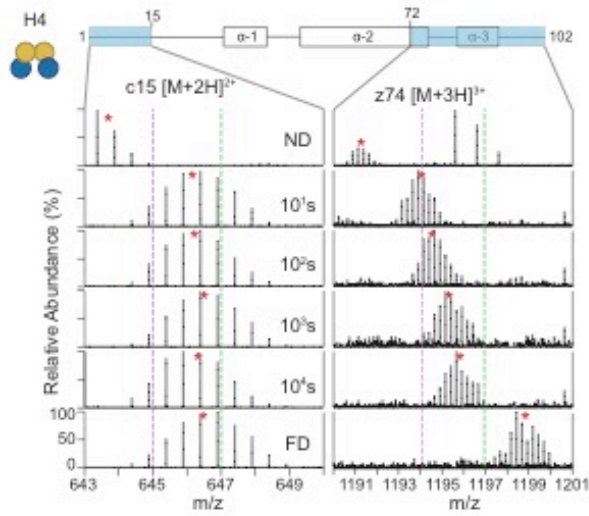 H4
1
15
α-1
α-2
72
α-3
102
c15 [M+2H]²⁺
z74 [M+3H]³⁺
ND
10¹s
10²s
10³s
10⁴s
FD
Relative Abundance (%)
100
50
0
643 645 647 649
m/z
1191 1193 1195 1197 1199 1201
m/z